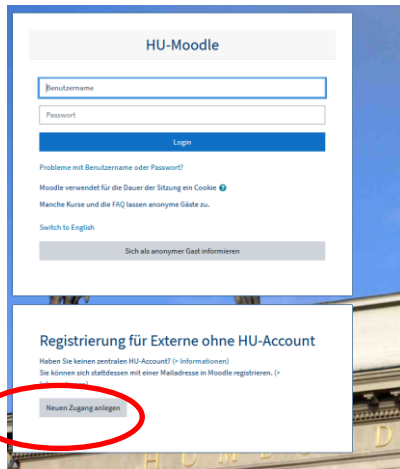 HU-Moodle
Benutzername
Passwort
Login
Probleme mit Benutzername oder Passwort?
Moodle verwendet für die Dauer der Sitzung ein Cookie
Manche Kurse und die FAQ lassen anonyme Gäste zu.
Switch to English
Sich als anonymer Gast informieren
Registrierung für Externe ohne HU-Account
Haben Sie keinen zentralen HU-Account? (> Informationen)
Sie können sich stattdessen mit einer Mailadresse in Moodle registrieren. (>
Informationen)
Neuen Zugang anlegen
H U M B O L D